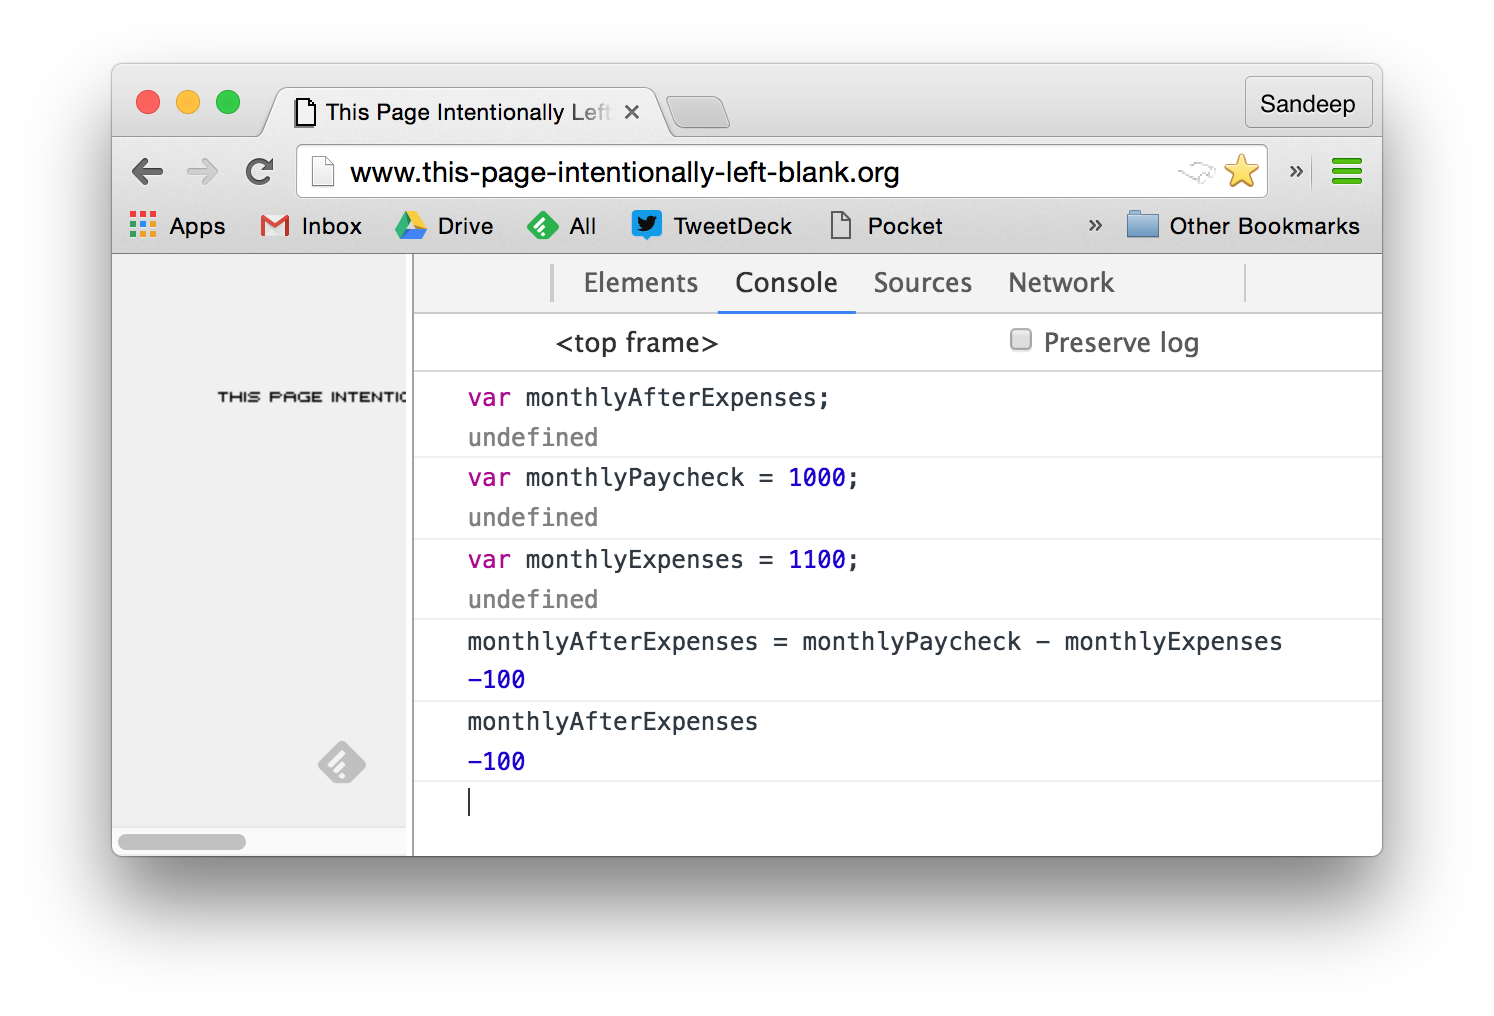 This Page Intentionally Left
Sandeep
www.this-page-intentionally-left-blank.org
»
Apps Inbox Drive All TweetDeck Pocket » Other Bookmarks
THIS PAGE INTENTIO
Elements Console Sources Network
<top frame> Preserve log
var monthlyAfterExpenses;
undefined
var monthlyPaycheck = 1000;
undefined
var monthlyExpenses = 1100;
undefined
monthlyAfterExpenses = monthlyPaycheck - monthlyExpenses
-100
monthlyAfterExpenses
-100